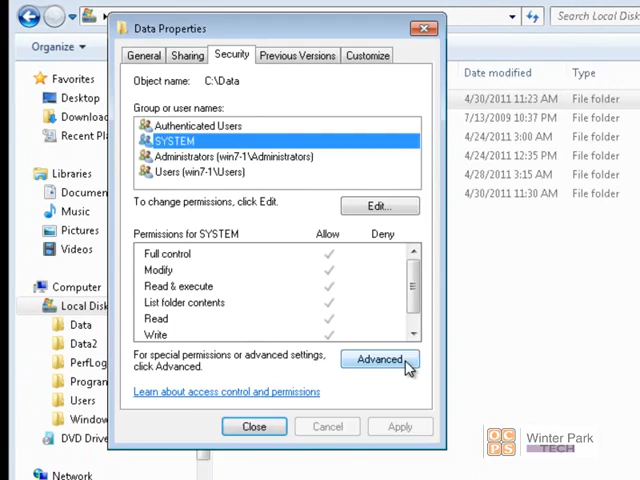 Data Properties
Local Disk
Search Local Disk
Organize
General
Sharing
Security
Previous Versions
Customize
Object name: C:\Data
Group or user names:
Authenticated Users
SYSTEM
Administrators (win7-1\Administrators)
Users (win7-1\Users)
To change permissions, click Edit.
Edit...
Permissions for SYSTEM
Allow
Deny
Full control
Modify
Read & execute
List folder contents
Read
Write
For special permissions or advanced settings,
click Advanced.
Advanced
Learn about access control and permissions
Close
Cancel
Apply
Favorites
Desktop
Download
Recent Pl
Libraries
Documen
Music
Pictures
Videos
Computer
Data
Data2
PerfLog
Program
Users
Window
DVD Drive
Network
Date modified
Type
4/30/2011 11:23 AM File folder
7/13/2009 10:37 PM File folder
4/24/2011 3:00 AM File folder
4/24/2011 12:35 PM File folder
4/28/2011 3:15 AM File folder
4/30/2011 11:30 AM File folder
OCPS
Winter Park
TECH